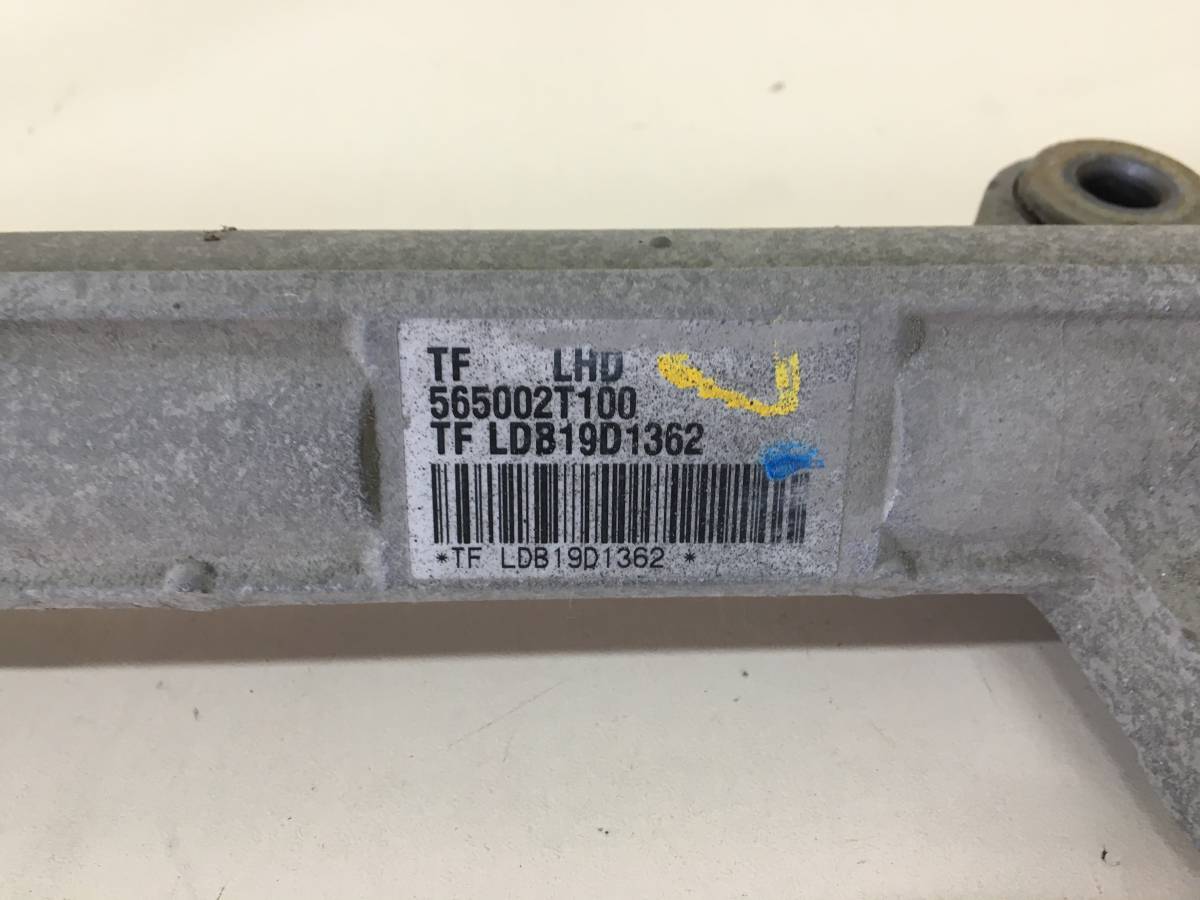 TF LHD
565002T100
TF LDB19D1362
*TF LDB19D1362 *